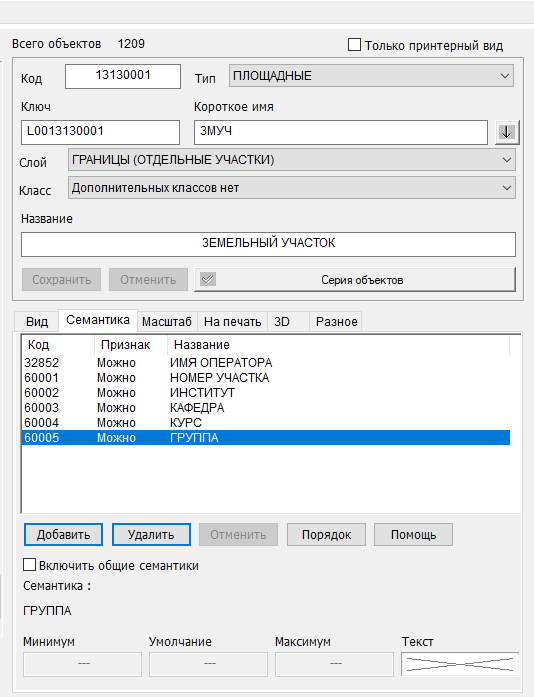 Всего объектов 1209 Только принтерный вид
Код 13130001 Тип ПЛОЩАДНЫЕ
Ключ Короткое имя
L0013130001 ЗМУЧ
Слой ГРАНИЦЫ (ОТДЕЛЬНЫЕ УЧАСТКИ)
Класс Дополнительных классов нет
Название
ЗЕМЕЛЬНЫЙ УЧАСТОК
Сохранить Отменить Серия объектов
Вид Семантика Масштаб На печать 3D Разное
Код Признак Название
32852 Можно ИМЯ ОПЕРАТОРА
60001 Можно НОМЕР УЧАСТКА
60002 Можно ИНСТИТУТ
60003 Можно КАФЕДРА
60004 Можно КУРС
60005 Можно ГРУППА
Добавить Удалить Отменить Порядок Помощь
Включить общие семантики
Семантика :
ГРУППА
Минимум Умолчание Максимум Текст
--- --- ---